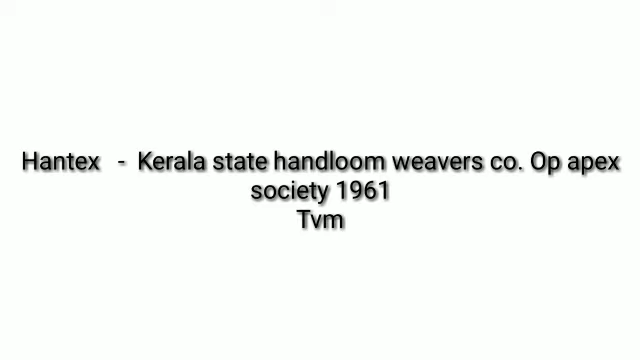 Hantex - Kerala state handloom weavers co. Op apex
society 1961
Tvm